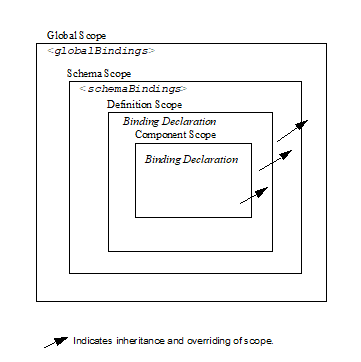 Global Scope
<globalBindings>
Schema Scope
<schemaBindings>
Definition Scope
Binding Declaration
Component Scope
Binding Declaration
Indicates inheritance and overriding of scope.